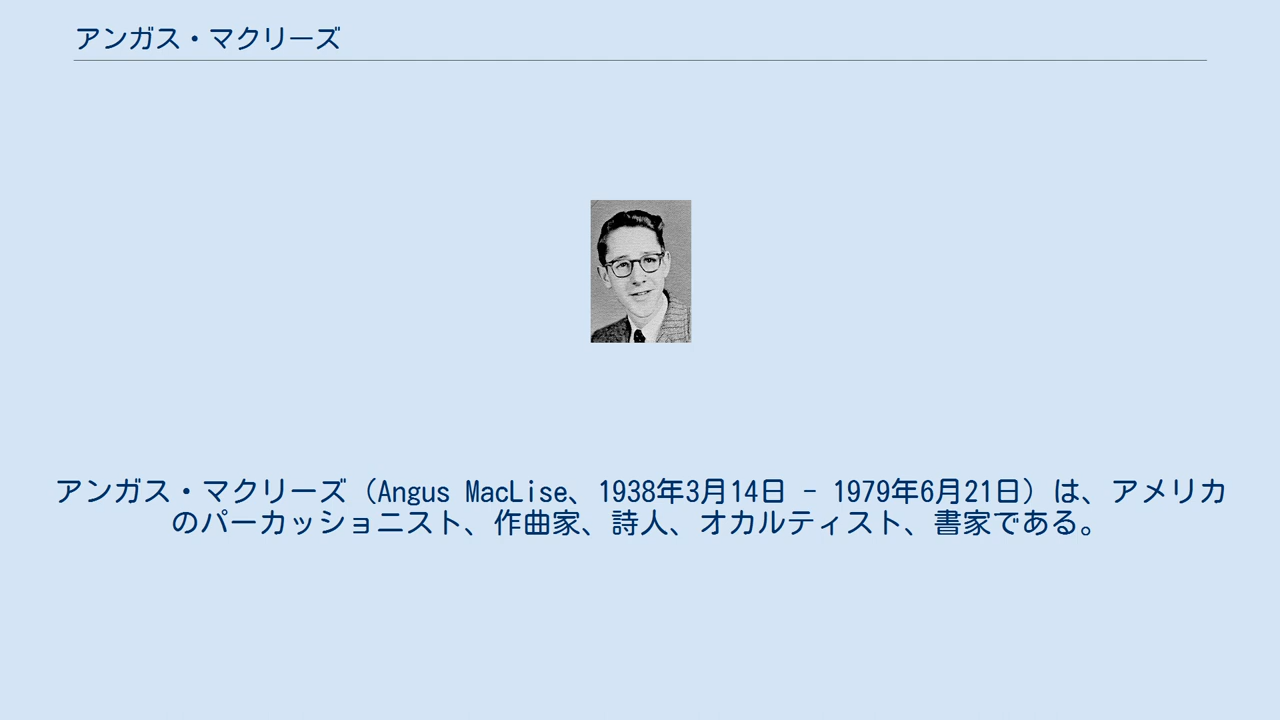 アンガス・マクリーズ
アンガス・マクリーズ（Angus MacLise、1938年3月14日 - 1979年6月21日）は、アメリカ
のパーカッショニスト、作曲家、詩人、オカルティスト、書家である。